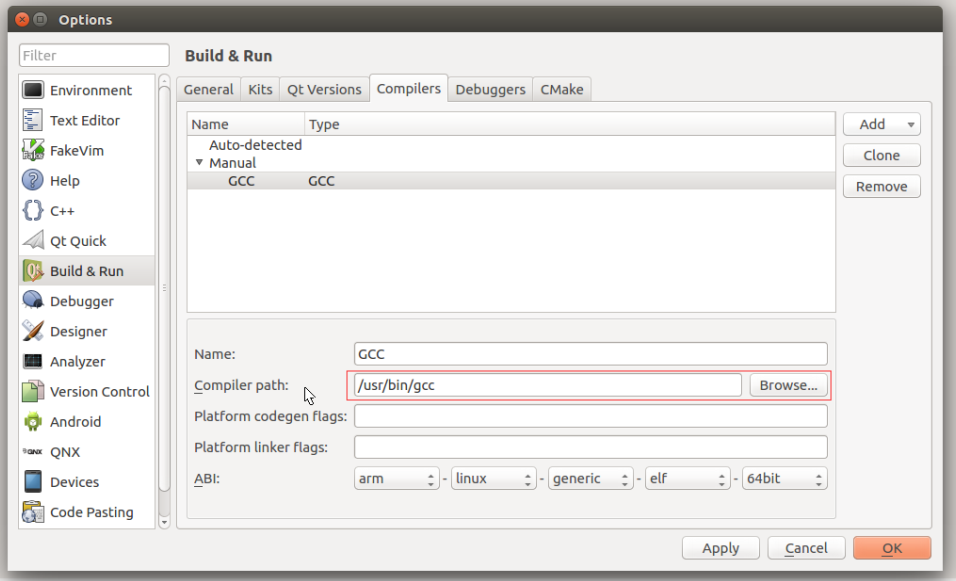 Options
Filter
Environment
Text Editor
FakeVim
Help
C++
Qt Quick
Build & Run
Debugger
Designer
Analyzer
Version Control
Android
QNX
Devices
Code Pasting
Build & Run
General Kits Qt Versions Compilers Debuggers CMake
Name Type
Auto-detected
Manual
GCC GCC
Add
Clone
Remove
Name: GCC
Compiler path: /usr/bin/gcc Browse...
Platform codegen flags:
Platform linker flags:
ABI: arm - linux - generic - elf - 64bit
Apply Cancel OK